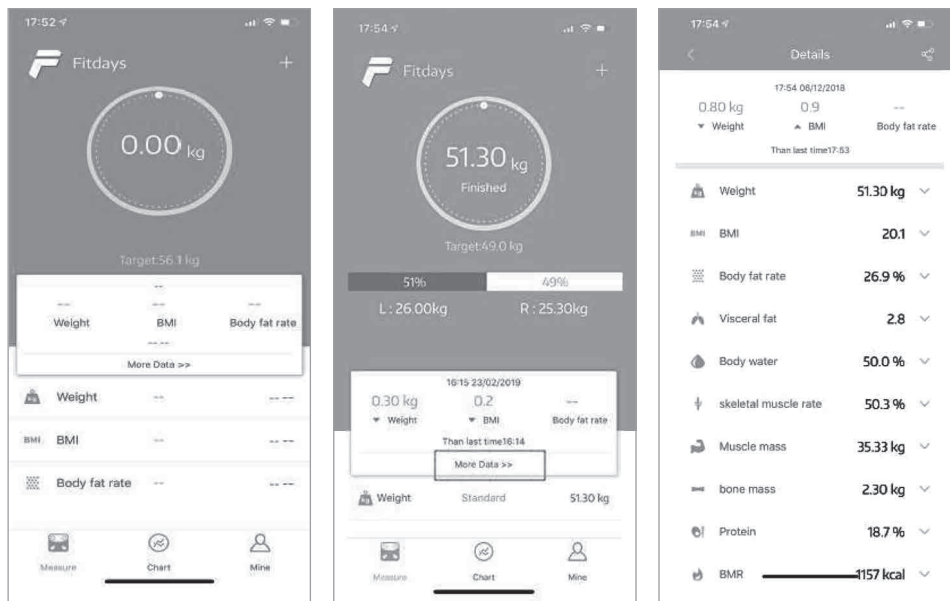 17:52
Fitdays
+
0.00 kg
Target:56.1 kg
--
-- -- --
Weight BMI Body fat rate
--.--
More Data >>
Weight -- -- --
BMI BMI -- -- --
Body fat rate -- -- --
Measure Chart Mine
17:54
Fitdays
+
51.30 kg
Finished
Target:49.0 kg
51% 49%
L : 26.00kg R : 25.30kg
16:15 23/02/2019
0.30 kg 0.2 --
Weight BMI Body fat rate
Than last time16:14
More Data >>
Weight Standard 51.30 kg
Measure Chart Mine
17:54
Details
17:54 06/12/2018
0.80 kg 0.9 --
Weight BMI Body fat rate
Than last time17:53
Weight 51.30 kg
BMI BMI 20.1
Body fat rate 26.9 %
Visceral fat 2.8
Body water 50.0 %
skeletal muscle rate 50.3 %
Muscle mass 35.33 kg
bone mass 2.30 kg
Protein 18.7 %
BMR 1157 kcal